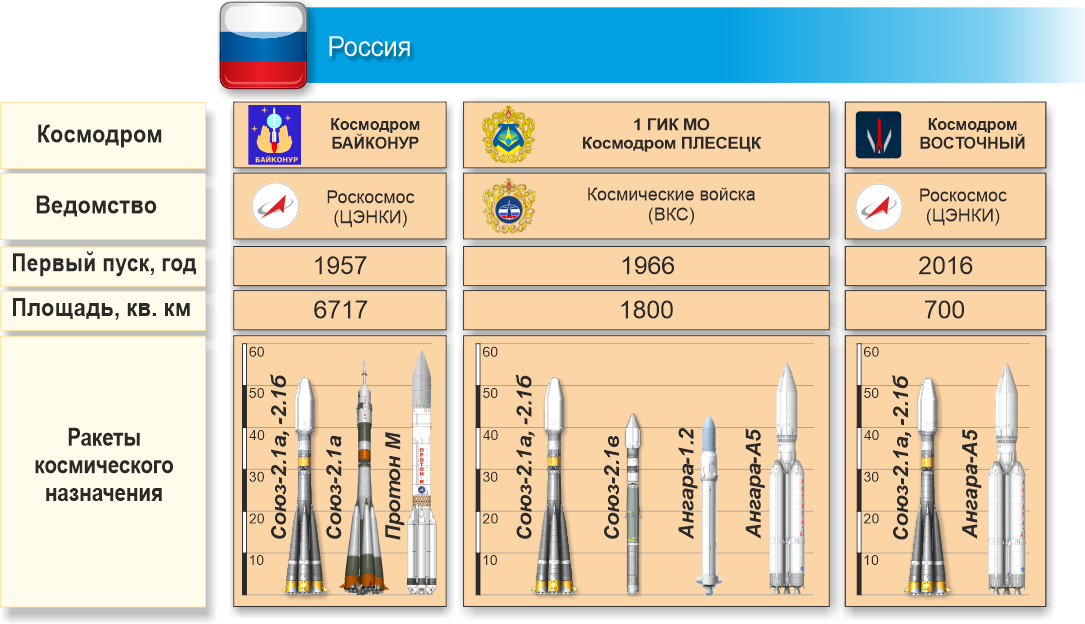 Россия
Космодром
БАЙКОНУР
Космодром
БАЙКОНУР
1 ГИК МО
Космодром ПЛЕСЕЦК
Космодром
ВОСТОЧНЫЙ
Ведомство
Роскосмос
(ЦЭНКИ)
Космические войска
(ВКС)
Роскосмос
(ЦЭНКИ)
Первый пуск, год
1957
1966
2016
Площадь, кв. км
6717
1800
700
Ракеты
космического
назначения
60
50
40
30
20
10
Союз-2.1а, -2.1б
Союз-2.1а
Протон М
ПРОТОН М
60
50
40
30
20
10
Союз-2.1а, -2.1б
Союз-2.1в
Ангара-1.2
Ангара-А5
60
50
40
30
20
10
Союз-2.1а, -2.1б
Ангара-А5